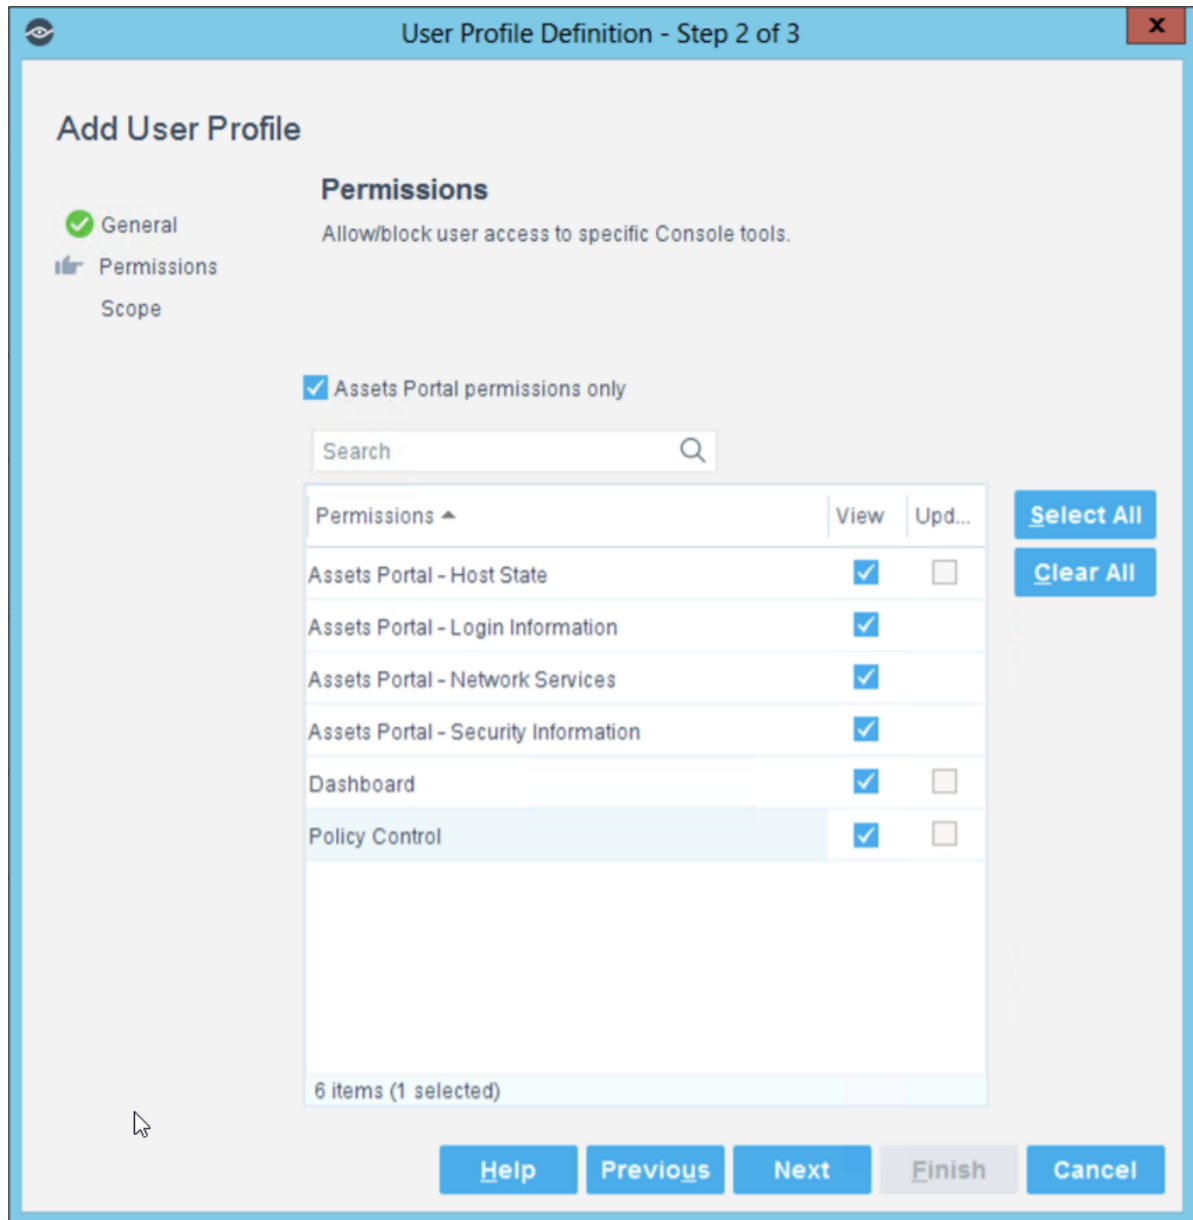 User Profile Definition - Step 2 of 3
x
Add User Profile
General
Permissions
Scope
Permissions
Allow/block user access to specific Console tools.
Assets Portal permissions only
Search
Permissions View Upd...
Assets Portal - Host State
Assets Portal - Login Information
Assets Portal - Network Services
Assets Portal - Security Information
Dashboard
Policy Control
6 items (1 selected)
Select All
Clear All
Help Previous Next Finish Cancel